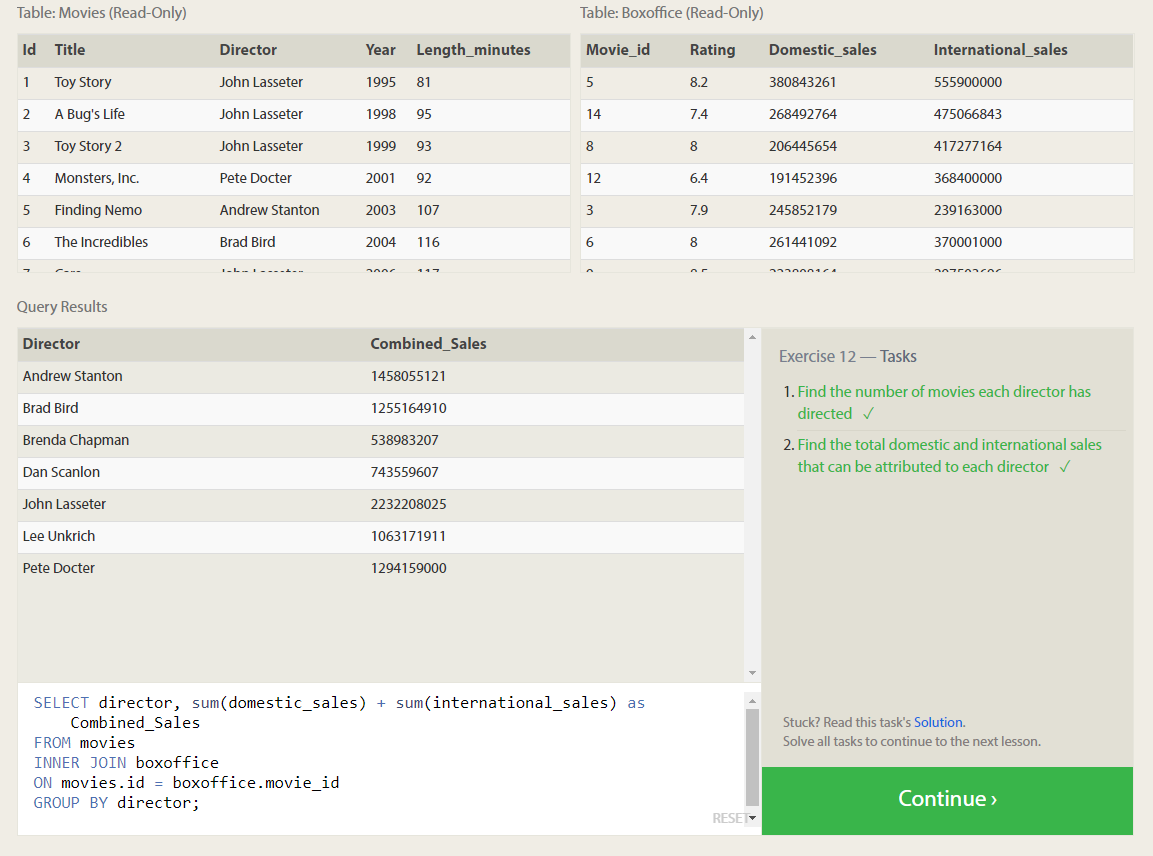 Table: Movies (Read-Only)
Id Title Director Year Length_minutes
1 Toy Story John Lasseter 1995 81
2 A Bug's Life John Lasseter 1998 95
3 Toy Story 2 John Lasseter 1999 93
4 Monsters, Inc. Pete Docter 2001 92
5 Finding Nemo Andrew Stanton 2003 107
6 The Incredibles Brad Bird 2004 116
Table: Boxoffice (Read-Only)
Movie_id Rating Domestic_sales International_sales
5 8.2 380843261 555900000
14 7.4 268492764 475066843
8 8 206445654 417277164
12 6.4 191452396 368400000
3 7.9 245852179 239163000
6 8 261441092 370001000
Query Results
Director Combined_Sales
Andrew Stanton 1458055121
Brad Bird 1255164910
Brenda Chapman 538983207
Dan Scanlon 743559607
John Lasseter 2232208025
Lee Unkrich 1063171911
Pete Docter 1294159000
SELECT director, sum(domestic_sales) + sum(international_sales) as
Combined_Sales
FROM movies
INNER JOIN boxoffice
ON movies.id = boxoffice.movie_id
GROUP BY director;
RESET
Exercise 12 — Tasks
1. Find the number of movies each director has
directed ✓
2. Find the total domestic and international sales
that can be attributed to each director ✓
Stuck? Read this task's Solution.
Solve all tasks to continue to the next lesson.
Continue ›